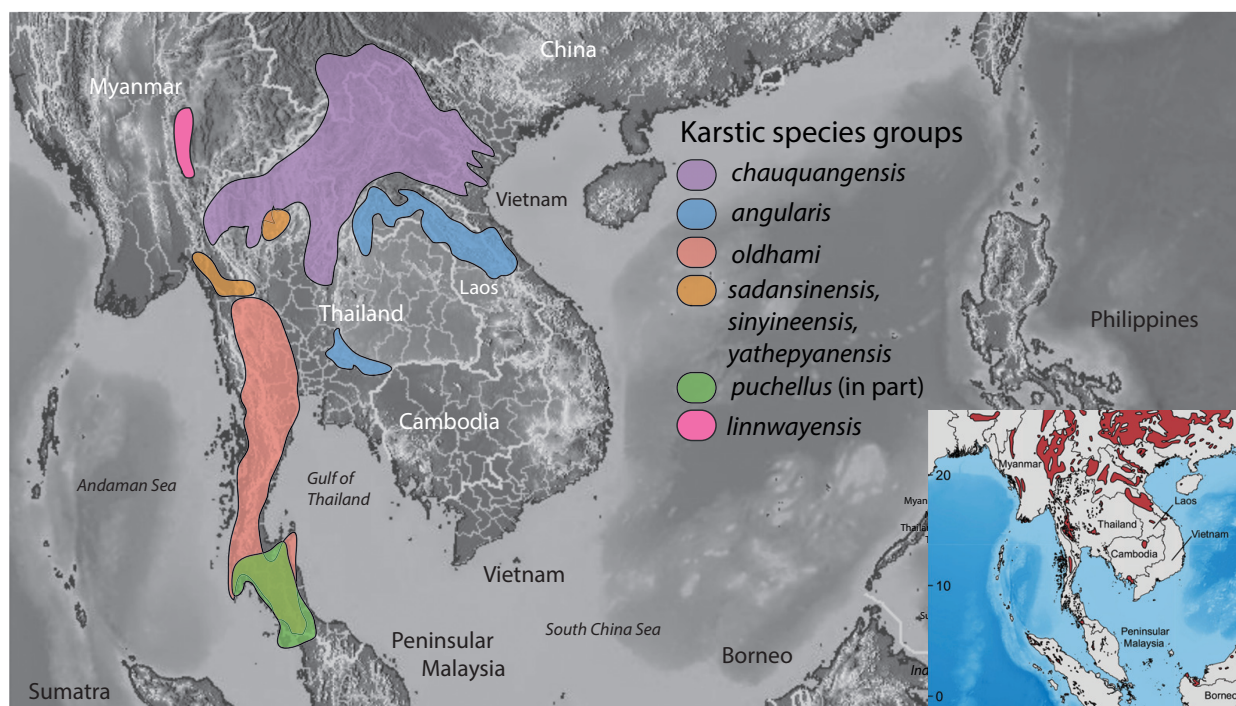 China
Myanmar
Karstic species groups
chauquangensis
Vietnam
angularis
oldhami
Laos
sadansinensis,
sinyineensis,
yathepyanensis
Thailand
Philippines
puchellus (in part)
Cambodia
linnwayensis
Andaman Sea
Gulf of
Thailand
Vietnam
South China Sea
Peninsular
Malaysia
Borneo
Sumatra
20
Myanmar
Laos
Thailand
Vietnam
Cambodia
10
Peninsular
Malaysia
0
Borneo